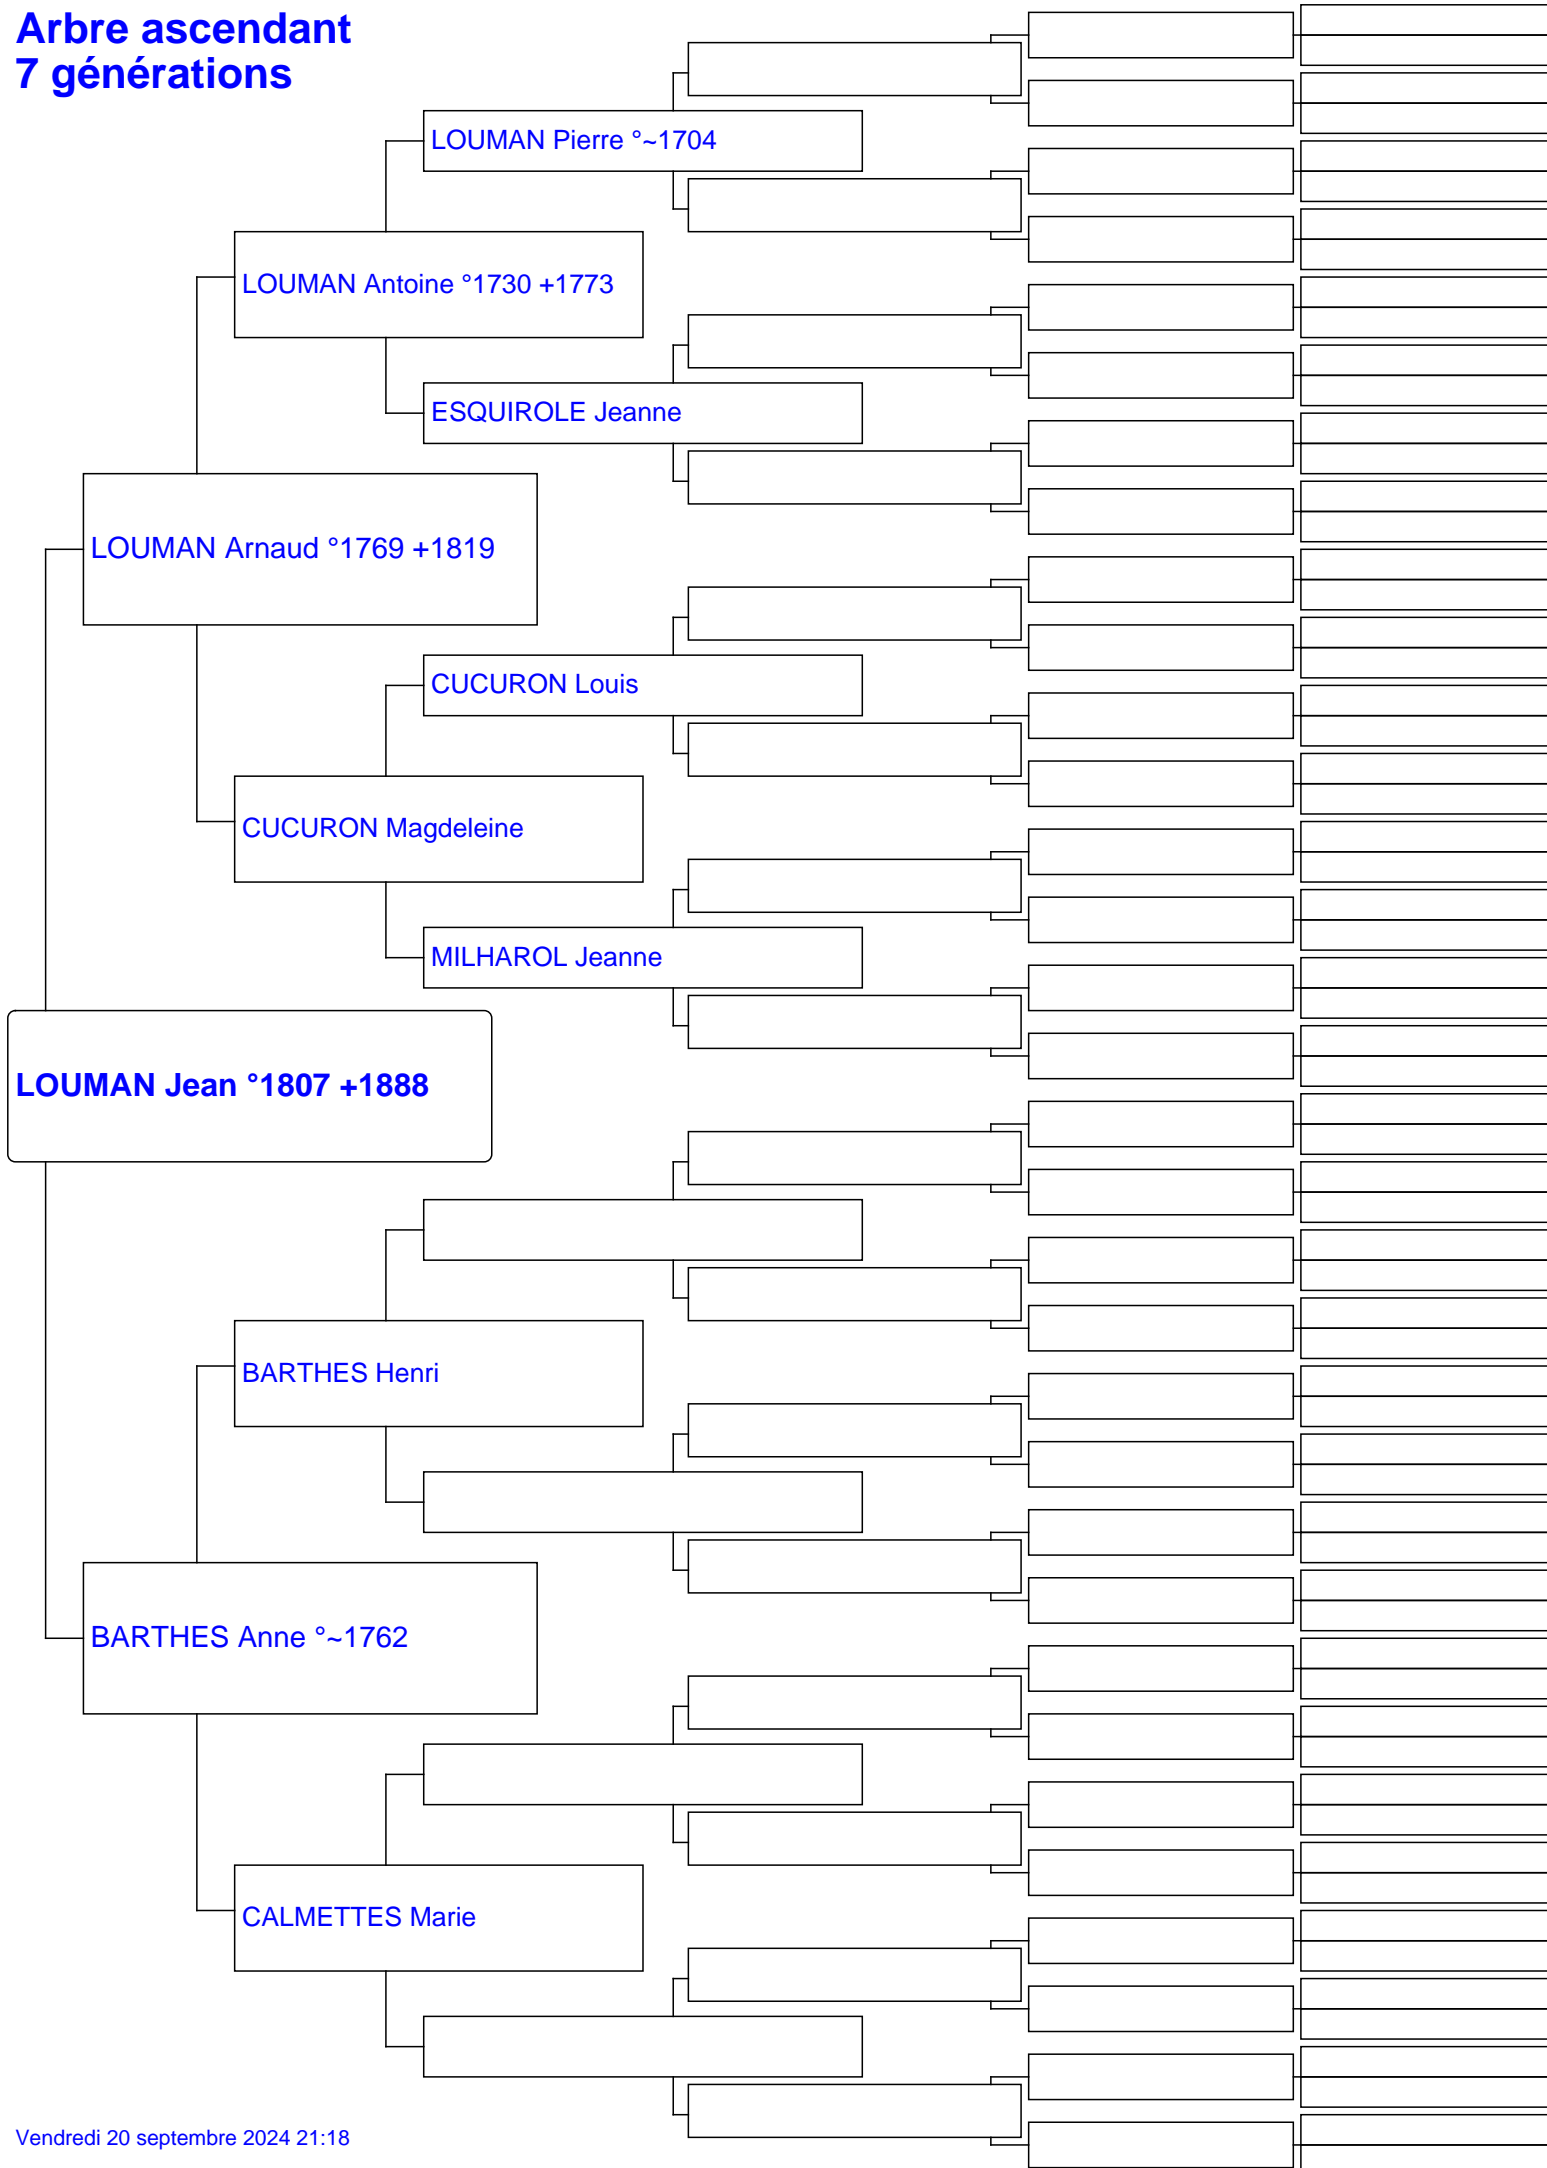 Arbre ascendant
7 générations
LOUMAN Pierre °~1704
LOUMAN Antoine °1730 +1773
ESQUIROLE Jeanne
LOUMAN Arnaud °1769 +1819
CUCURON Louis
CUCURON Magdeleine
MILHAROL Jeanne
LOUMAN Jean °1807 +1888
BARTHES Henri
BARTHES Anne °~1762
CALMETTES Marie
Vendredi 20 septembre 2024 21:18